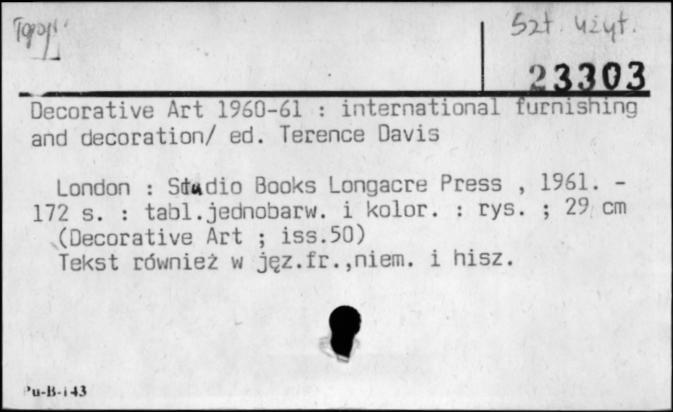 Szt. użyt.
23303
Decorative Art 1960-61 : international furnishing
and decoration/ ed. Terence Davis
London : Studio Books Longacre Press , 1961. -
172 s. : tabl.jednobarw. i kolor. : rys. ; 29 cm
(Decorative Art ; iss.50)
Tekst również w jęz.fr.,niem. i hisz.
Pu-B-143